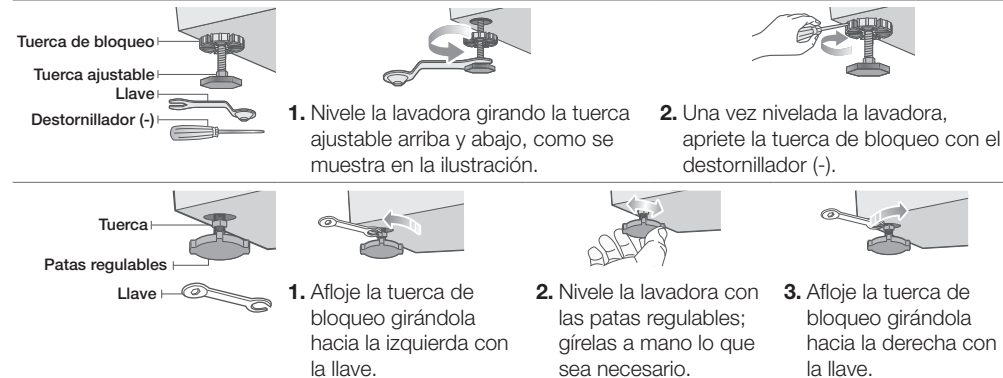 Tuerca de bloqueo
Tuerca ajustable
Llave
Destornillador (-)
1. Nivele la lavadora girando la tuerca
ajustable arriba y abajo, como se
muestra en la ilustración.
2. Una vez nivelada la lavadora,
apriete la tuerca de bloqueo con el
destornillador (-).
Tuerca
Patas regulables
Llave
1. Afloje la tuerca de
bloqueo girándola
hacia la izquierda con
la llave.
2. Nivele la lavadora con
las patas regulables;
gírelas a mano lo que
sea necesario.
3. Afloje la tuerca de
bloqueo girándola
hacia la derecha con
la llave.